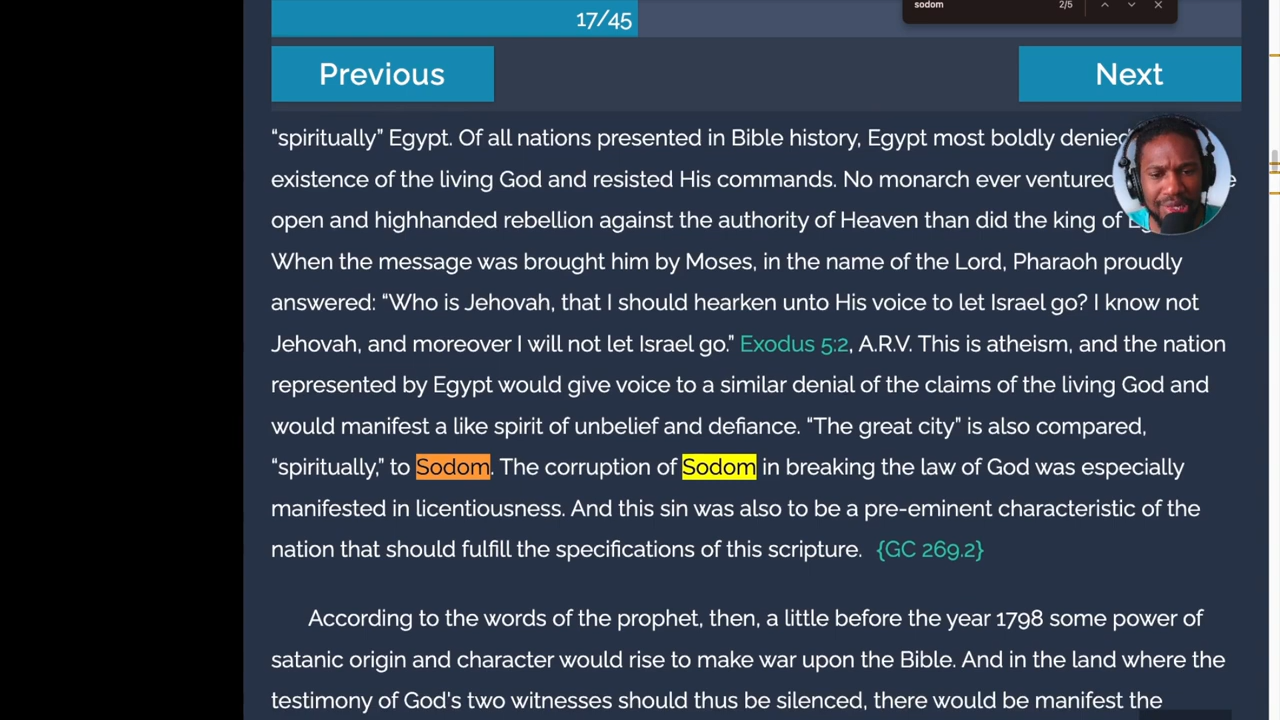 sodom 2/5
17/45
Previous Next
“spiritually” Egypt. Of all nations presented in Bible history, Egypt most boldly denied
existence of the living God and resisted His commands. No monarch ever ventured
open and highhanded rebellion against the authority of Heaven than did the king of
When the message was brought him by Moses, in the name of the Lord, Pharaoh proudly
answered: “Who is Jehovah, that I should hearken unto His voice to let Israel go? I know not
Jehovah, and moreover I will not let Israel go.” Exodus 5:2, A.R.V. This is atheism, and the nation
represented by Egypt would give voice to a similar denial of the claims of the living God and
would manifest a like spirit of unbelief and defiance. “The great city” is also compared,
“spiritually,” to Sodom. The corruption of Sodom in breaking the law of God was especially
manifested in licentiousness. And this sin was also to be a pre-eminent characteristic of the
nation that should fulfill the specifications of this scripture. {GC 269.2}
According to the words of the prophet, then, a little before the year 1798 some power of
satanic origin and character would rise to make war upon the Bible. And in the land where the
testimony of God's two witnesses should thus be silenced, there would be manifest the